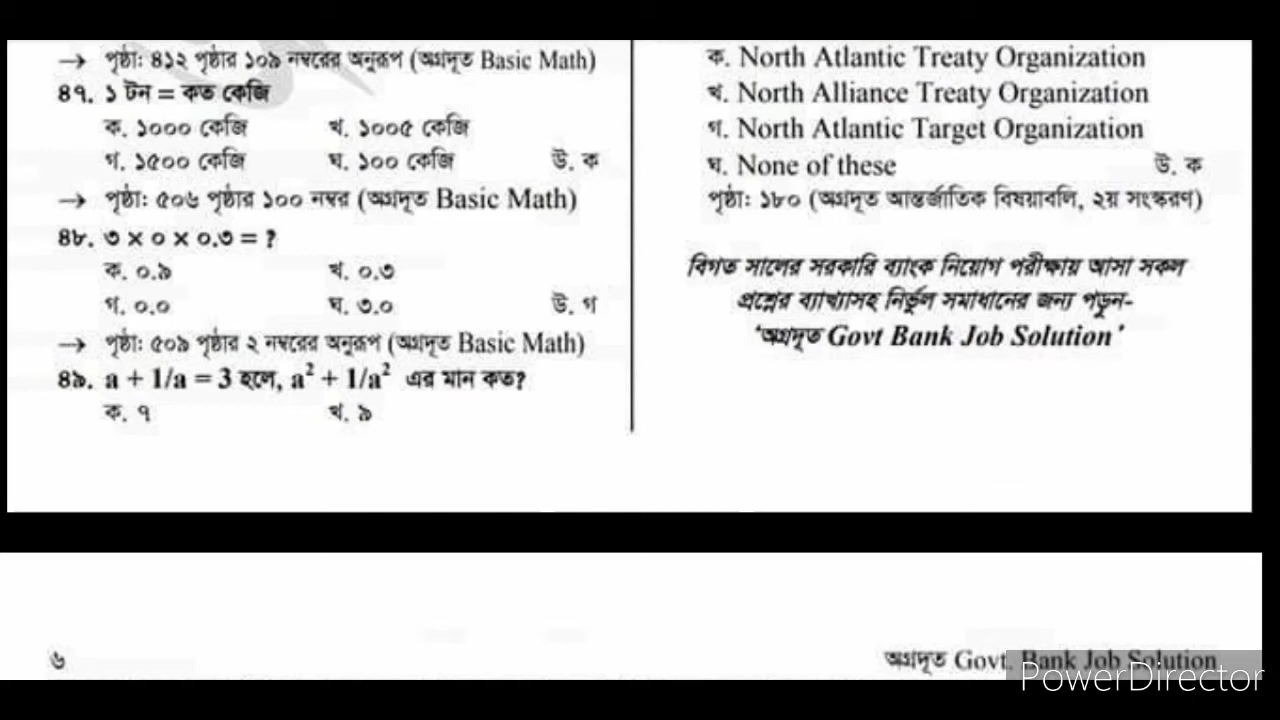 → পৃষ্ঠা: ৪১২ পৃষ্ঠার ১০৯ নম্বরের অনুরূপ (অগ্রদূত Basic Math)
৪৭. ১ টন = কত কেজি
ক. ১০০০ কেজি খ. ১০০৫ কেজি
গ. ১৫০০ কেজি ঘ. ১০০ কেজি উ. ক
→ পৃষ্ঠা: ৫০৬ পৃষ্ঠার ১০০ নম্বর (অগ্রদূত Basic Math)
৪৮. ৩ × ০ × ০.৩ = ?
ক. ০.৯ খ. ০.৩
গ. ০.০ ঘ. ৩.০ উ. গ
→ পৃষ্ঠা: ৫০৯ পৃষ্ঠার ২ নম্বরের অনুরূপ (অগ্রদূত Basic Math)
৪৯. a + 1/a = 3 হলে, a² + 1/a² এর মান কত?
ক. ৭ খ. ৯
ক. North Atlantic Treaty Organization
খ. North Alliance Treaty Organization
গ. North Atlantic Target Organization
ঘ. None of these উ. ক
পৃষ্ঠা: ১৮০ (অগ্রদূত আন্তর্জাতিক বিষয়াবলি, ২য় সংস্করণ)
বিগত সালের সরকারি ব্যাংক নিয়োগ পরীক্ষায় আসা সকল
প্রশ্নের ব্যাখ্যাসহ নির্ভুল সমাধানের জন্য পড়ুন-
‘অগ্রদূত Govt Bank Job Solution’
৬ অগ্রদূত Govt. Bank Job Solution
PowerDirector